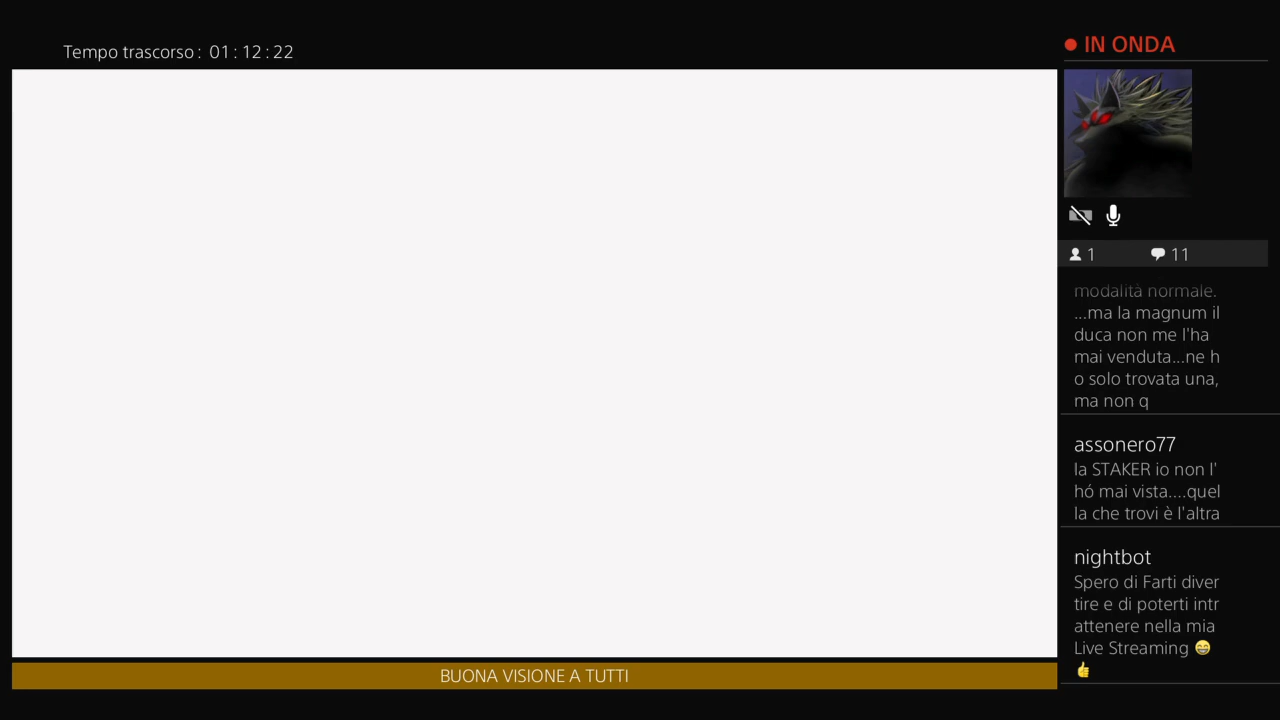 Tempo trascorso : 01 : 12 : 22
IN ONDA
1 11
modalità normale.
...ma la magnum il
duca non me l'ha
mai venduta...ne h
o solo trovata una,
ma non q
assonero77
la STAKER io non l'
hó mai vista....quel
la che trovi è l'altra
nightbot
Spero di Farti diver
tire e di poterti intr
attenere nella mia
Live Streaming 😁
👍
BUONA VISIONE A TUTTI